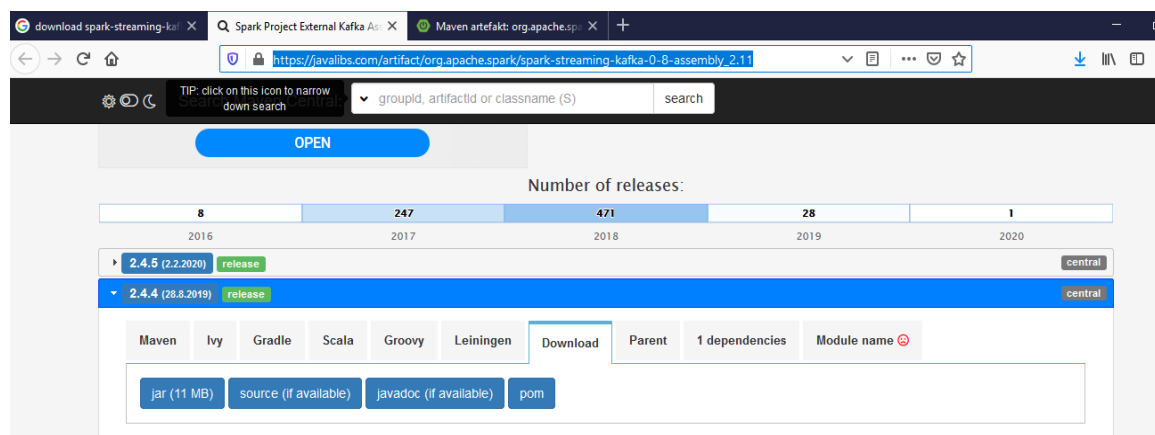 download spark-streaming-kaf
Spark Project External Kafka As
Maven artefakt: org.apache.spa
https://javalibs.com/artifact/org.apache.spark/spark-streaming-kafka-0-8-assembly_2.11
TIP: click on this icon to narrow down search
Search Maven Central:
groupId, artifactId or classname (S)
search
OPEN
Number of releases:
8 247 471 28 1
2016 2017 2018 2019 2020
2.4.5 (2.2.2020) release central
2.4.4 (28.8.2019) release central
Maven Ivy Gradle Scala Groovy Leiningen Download Parent 1 dependencies Module name
jar (11 MB) source (if available) javadoc (if available) pom